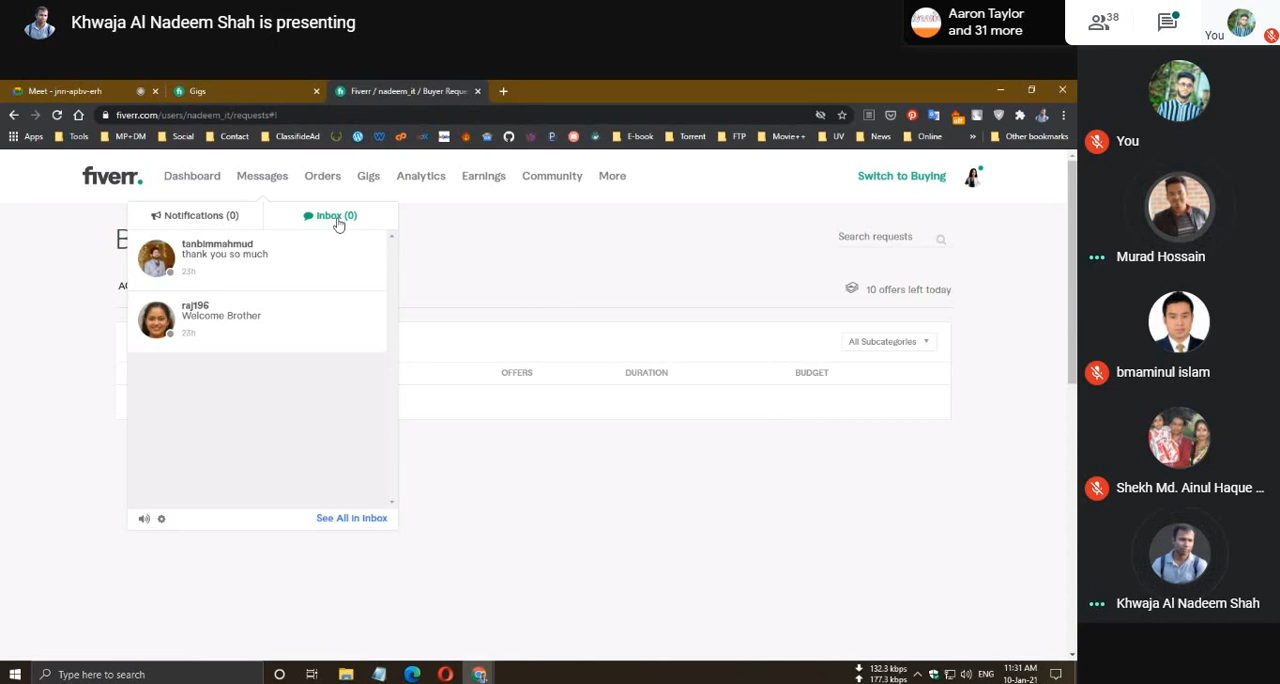 Khwaja Al Nadeem Shah is presenting
Aaron Taylor
and 31 more
38
You
Meet - jnn-apbv-erh
Gigs
Fiverr / nadeem_it / Buyer Reque
fiverr.com/users/nadeem_it/requests#!
Apps
Tools
MP+DM
Social
Contact
ClassifideAd
E-book
Torrent
FTP
Movie++
UV
News
Online
»
Other bookmarks
fiverr.
Dashboard
Messages
Orders
Gigs
Analytics
Earnings
Community
More
Switch to Buying
Notifications (0)
Inbox (0)
B
Search requests
tanbimmahmud
thank you so much
23h
AC
10 offers left today
raj196
Welcome Brother
23h
All Subcategories
OFFERS
DURATION
BUDGET
See All in Inbox
You
Murad Hossain
bmaminul islam
Shekh Md. Ainul Haque ...
Khwaja Al Nadeem Shah
Type here to search
132.3 kbps
177.3 kbps
ENG
11:31 AM
10-Jan-21